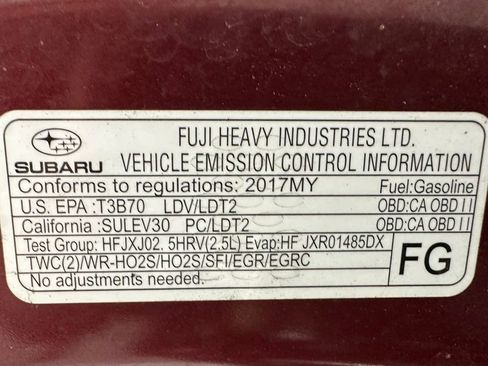 FUJI HEAVY INDUSTRIES LTD.
SUBARU VEHICLE EMISSION CONTROL INFORMATION
Conforms to regulations: 2017MY Fuel:Gasoline
U.S. EPA :T3B70 LDV/LDT2 OBD:CA OBD II
California :SULEV30 PC/LDT2 OBD:CA OBD II
Test Group: HFJXJ02. 5HRV(2.5L) Evap:HF JXR01485DX
TWC(2)/WR-HO2S/HO2S/SFI/EGR/EGRC
No adjustments needed.
FG